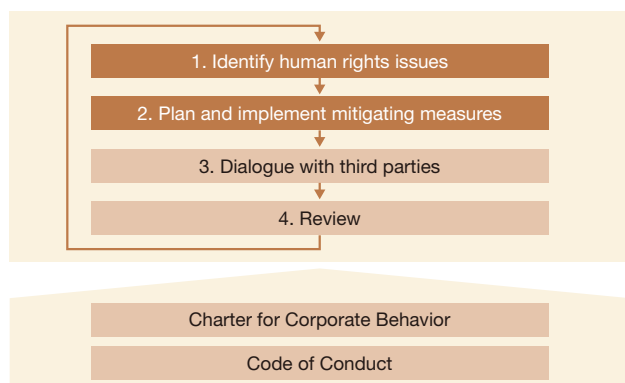 1. Identify human rights issues
2. Plan and implement mitigating measures
3. Dialogue with third parties
4. Review
Charter for Corporate Behavior
Code of Conduct